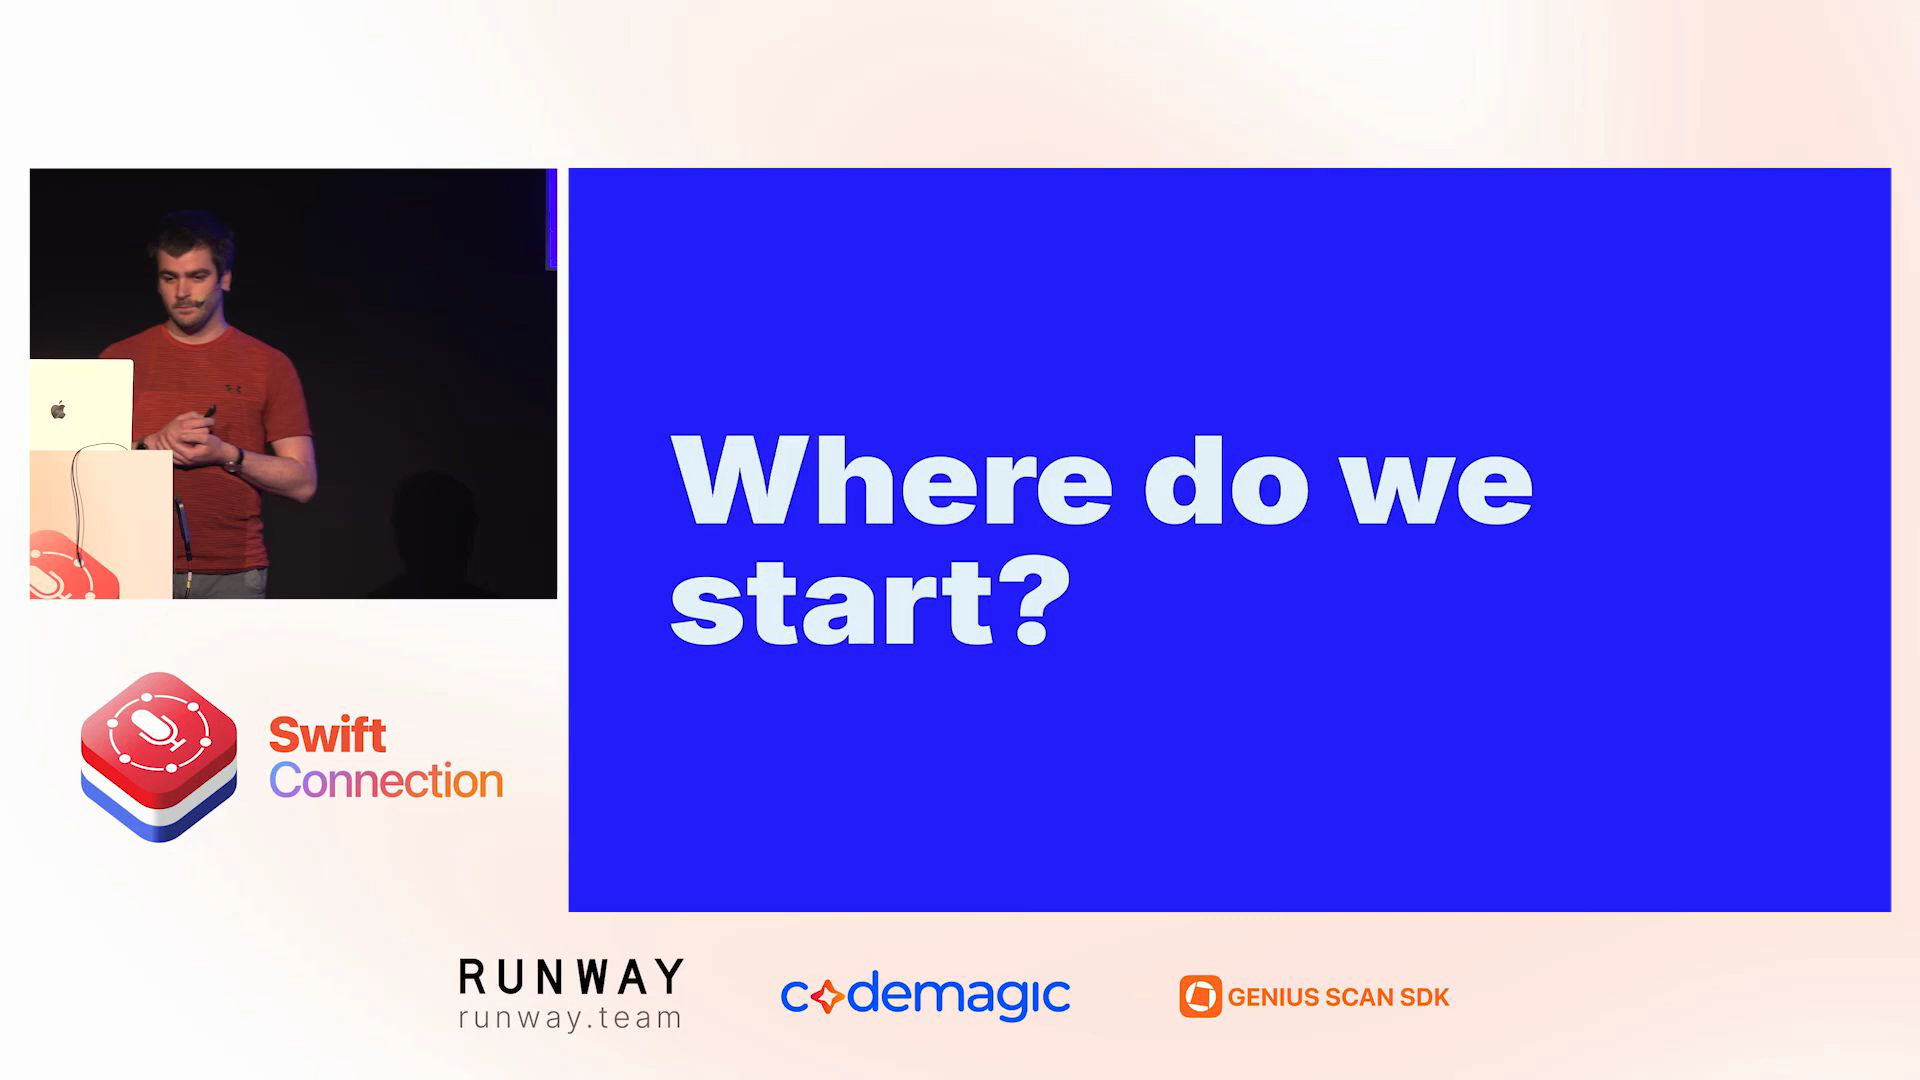 Where do we
start?
Swift
Connection
RUNWAY
runway.team
codemagic
GENIUS SCAN SDK